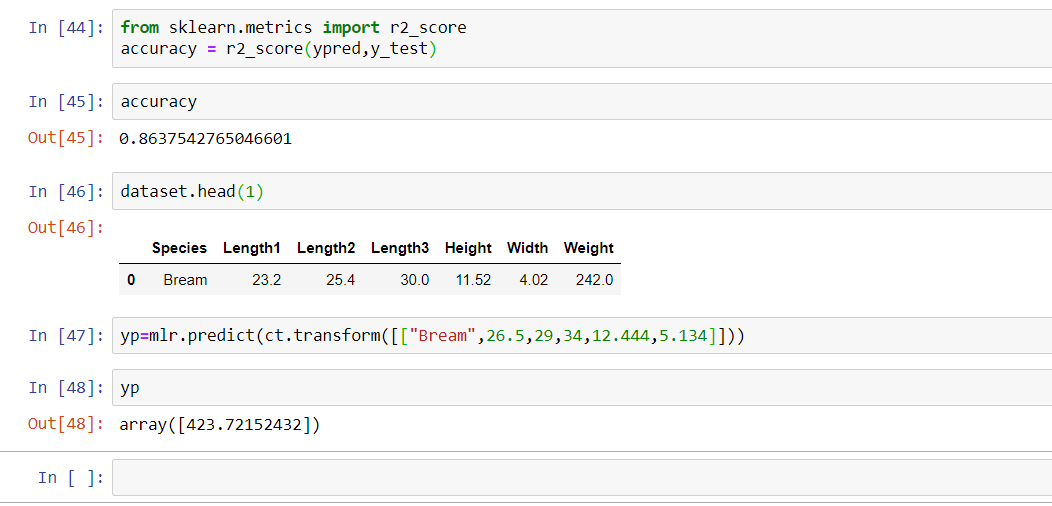 In [44]: from sklearn.metrics import r2_score
accuracy = r2_score(ypred,y_test)
In [45]: accuracy
Out[45]: 0.8637542765046601
In [46]: dataset.head(1)
Out[46]:
Species Length1 Length2 Length3 Height Width Weight
0 Bream 23.2 25.4 30.0 11.52 4.02 242.0
In [47]: yp=mlr.predict(ct.transform([["Bream",26.5,29,34,12.444,5.134]]))
In [48]: yp
Out[48]: array([423.72152432])
In [ ]: